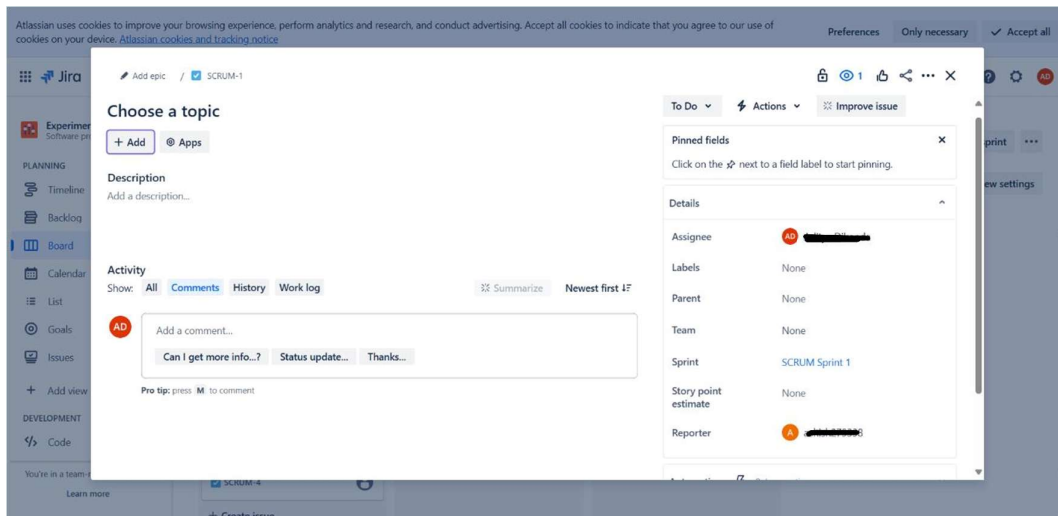 Atlassian uses cookies to improve your browsing experience, perform analytics and research, and conduct advertising. Accept all cookies to indicate that you agree to our use of
cookies on your device. Atlassian cookies and tracking notice
Preferences
Only necessary
Accept all
Jira
Add epic / SCRUM-1
1
AD
Choose a topic
To Do
Actions
Improve issue
+ Add
Apps
Pinned fields
Click on the next to a field label to start pinning.
Description
Add a description...
Details
Assignee
AD
Labels
None
Parent
None
Team
None
Sprint
SCRUM Sprint 1
Story point
estimate
None
Reporter
A
Activity
Show: All Comments History Work log
Summarize
Newest first
AD
Add a comment...
Can I get more info...?
Status update...
Thanks...
Pro tip: press M to comment
Experimen
Software pr
PLANNING
Timeline
Backlog
Board
Calendar
List
Goals
Issues
+ Add view
DEVELOPMENT
Code
You're in a team-
Learn more
SCRUM-4
+ Create issue
print
ew settings